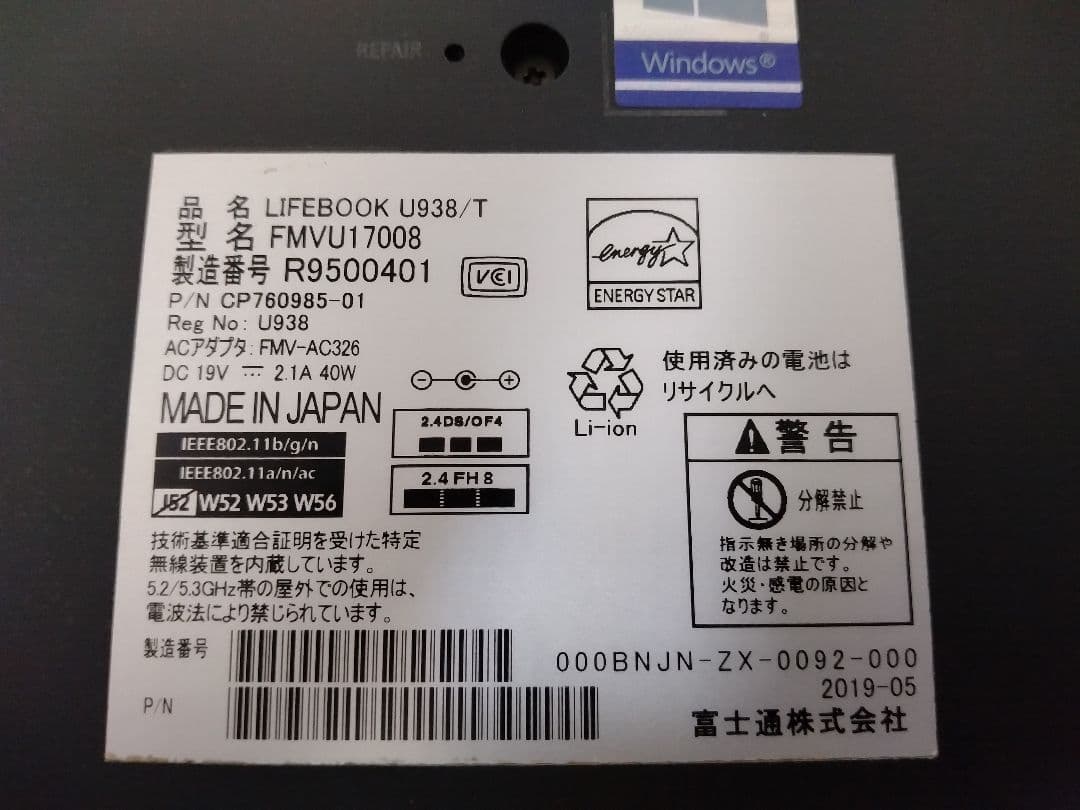 REPAIR
Windows®
品 名 LIFEBOOK U938/T
型 名 FMVU17008
製造番号 R9500401
VCI
P/N CP760985-01
Reg No: U938
ACアダプタ: FMV-AC326
DC 19V ⎓ 2.1A 40W
MADE IN JAPAN
IEEE802.11b/g/n
IEEE802.11a/n/ac
J52 W52 W53 W56
2.4DS/OF4
2.4FH8
energy
ENERGY STAR
使用済みの電池は
リサイクルへ
Li-ion
警告
分解禁止
指示無き場所の分解や
改造は禁止です。
火災・感電の原因と
なります。
技術基準適合証明を受けた特定
無線装置を内蔵しています。
5.2/5.3GHz帯の屋外での使用は、
電波法により禁じられています。
製造番号
P/N
000BNJN-ZX-0092-000
2019-05
富士通株式会社